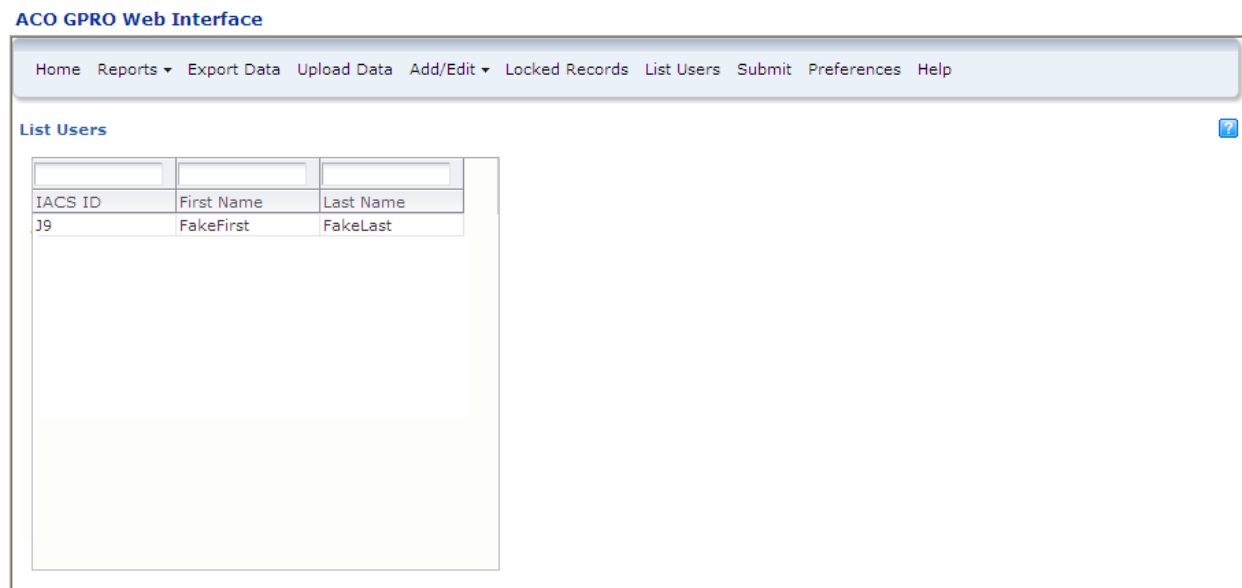 ACO GPRO Web Interface
Home Reports Export Data Upload Data Add/Edit Locked Records List Users Submit Preferences Help
List Users ?
IACS ID First Name Last Name
J9 FakeFirst FakeLast